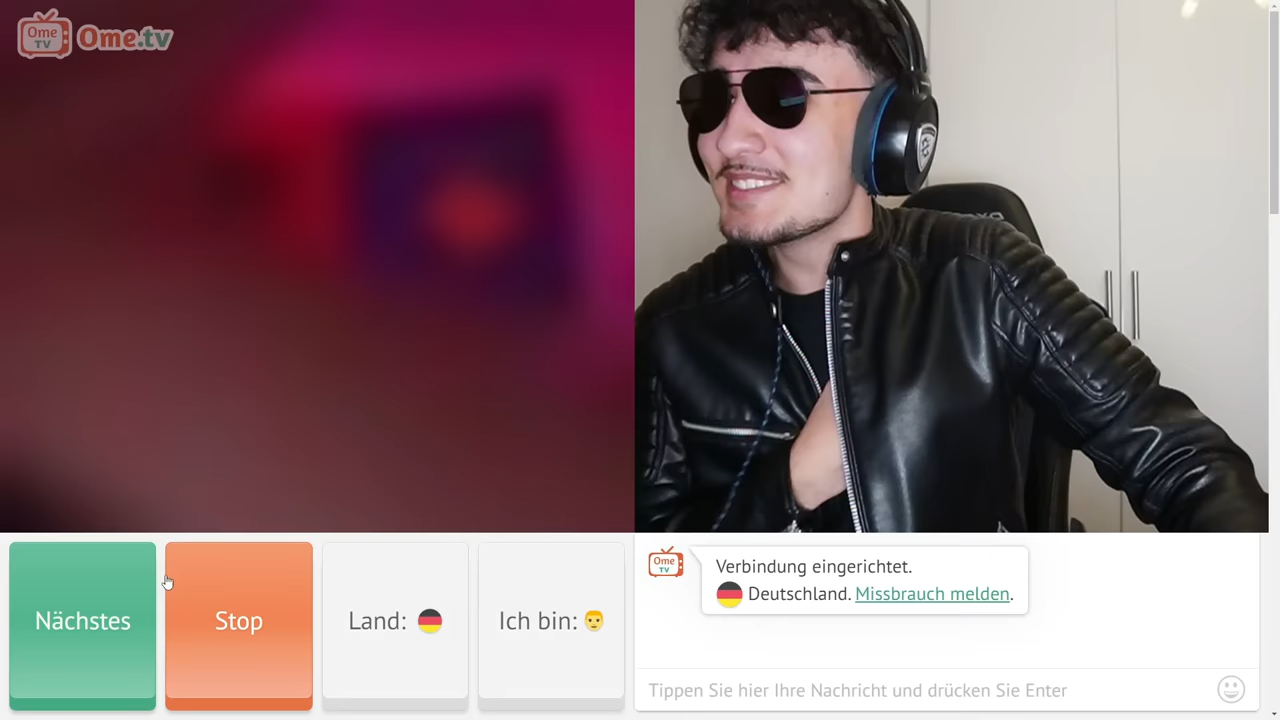 Ome
TV
Ome.tv
Nächstes
Stop
Land:
Ich bin:
Ome
TV
Verbindung eingerichtet.
Deutschland. Missbrauch melden.
Tippen Sie hier Ihre Nachricht und drücken Sie Enter